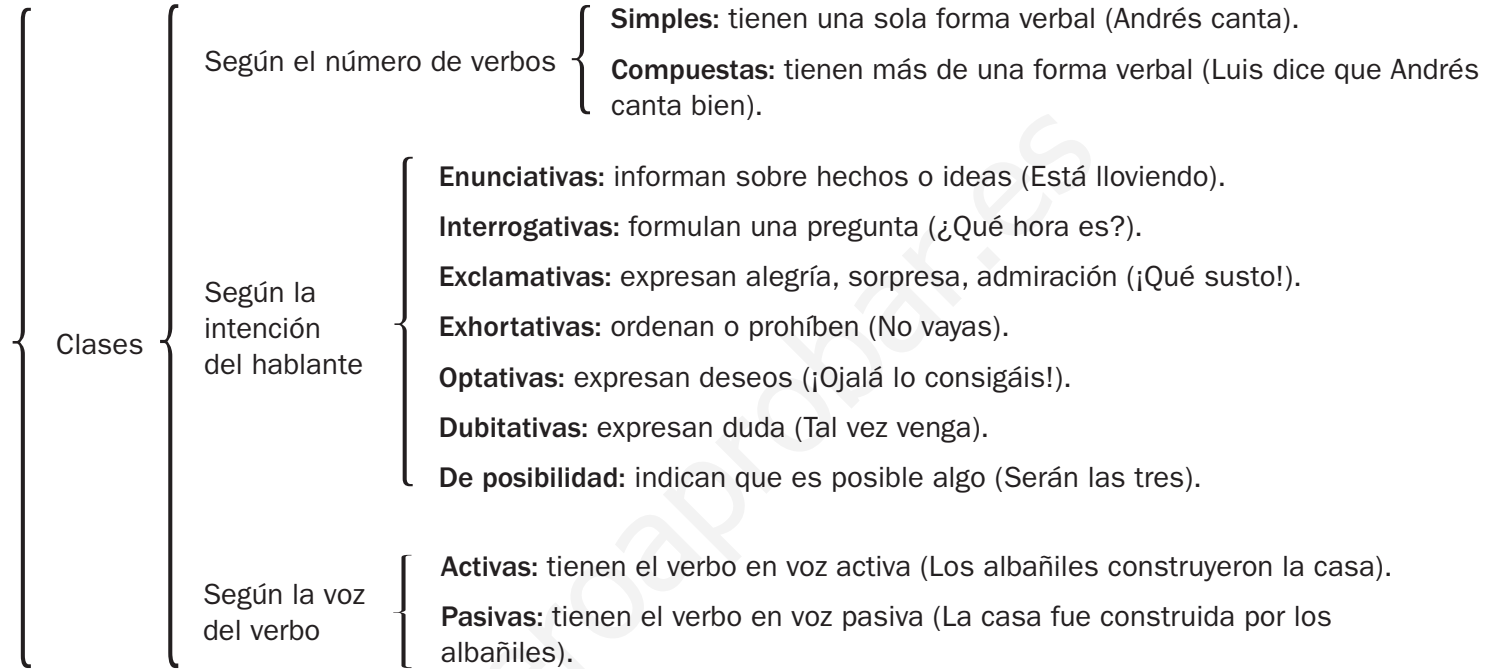 Clases
Según el número de verbos
Simples: tienen una sola forma verbal (Andrés canta).
Compuestas: tienen más de una forma verbal (Luis dice que Andrés
canta bien).
Según la
intención
del hablante
Enunciativas: informan sobre hechos o ideas (Está lloviendo).
Interrogativas: formulan una pregunta (¿Qué hora es?).
Exclamativas: expresan alegría, sorpresa, admiración (¡Qué susto!).
Exhortativas: ordenan o prohíben (No vayas).
Optativas: expresan deseos (¡Ojalá lo consigáis!).
Dubitativas: expresan duda (Tal vez venga).
De posibilidad: indican que es posible algo (Serán las tres).
Según la voz
del verbo
Activas: tienen el verbo en voz activa (Los albañiles construyeron la casa).
Pasivas: tienen el verbo en voz pasiva (La casa fue construida por los
albañiles).
roaprobar.es